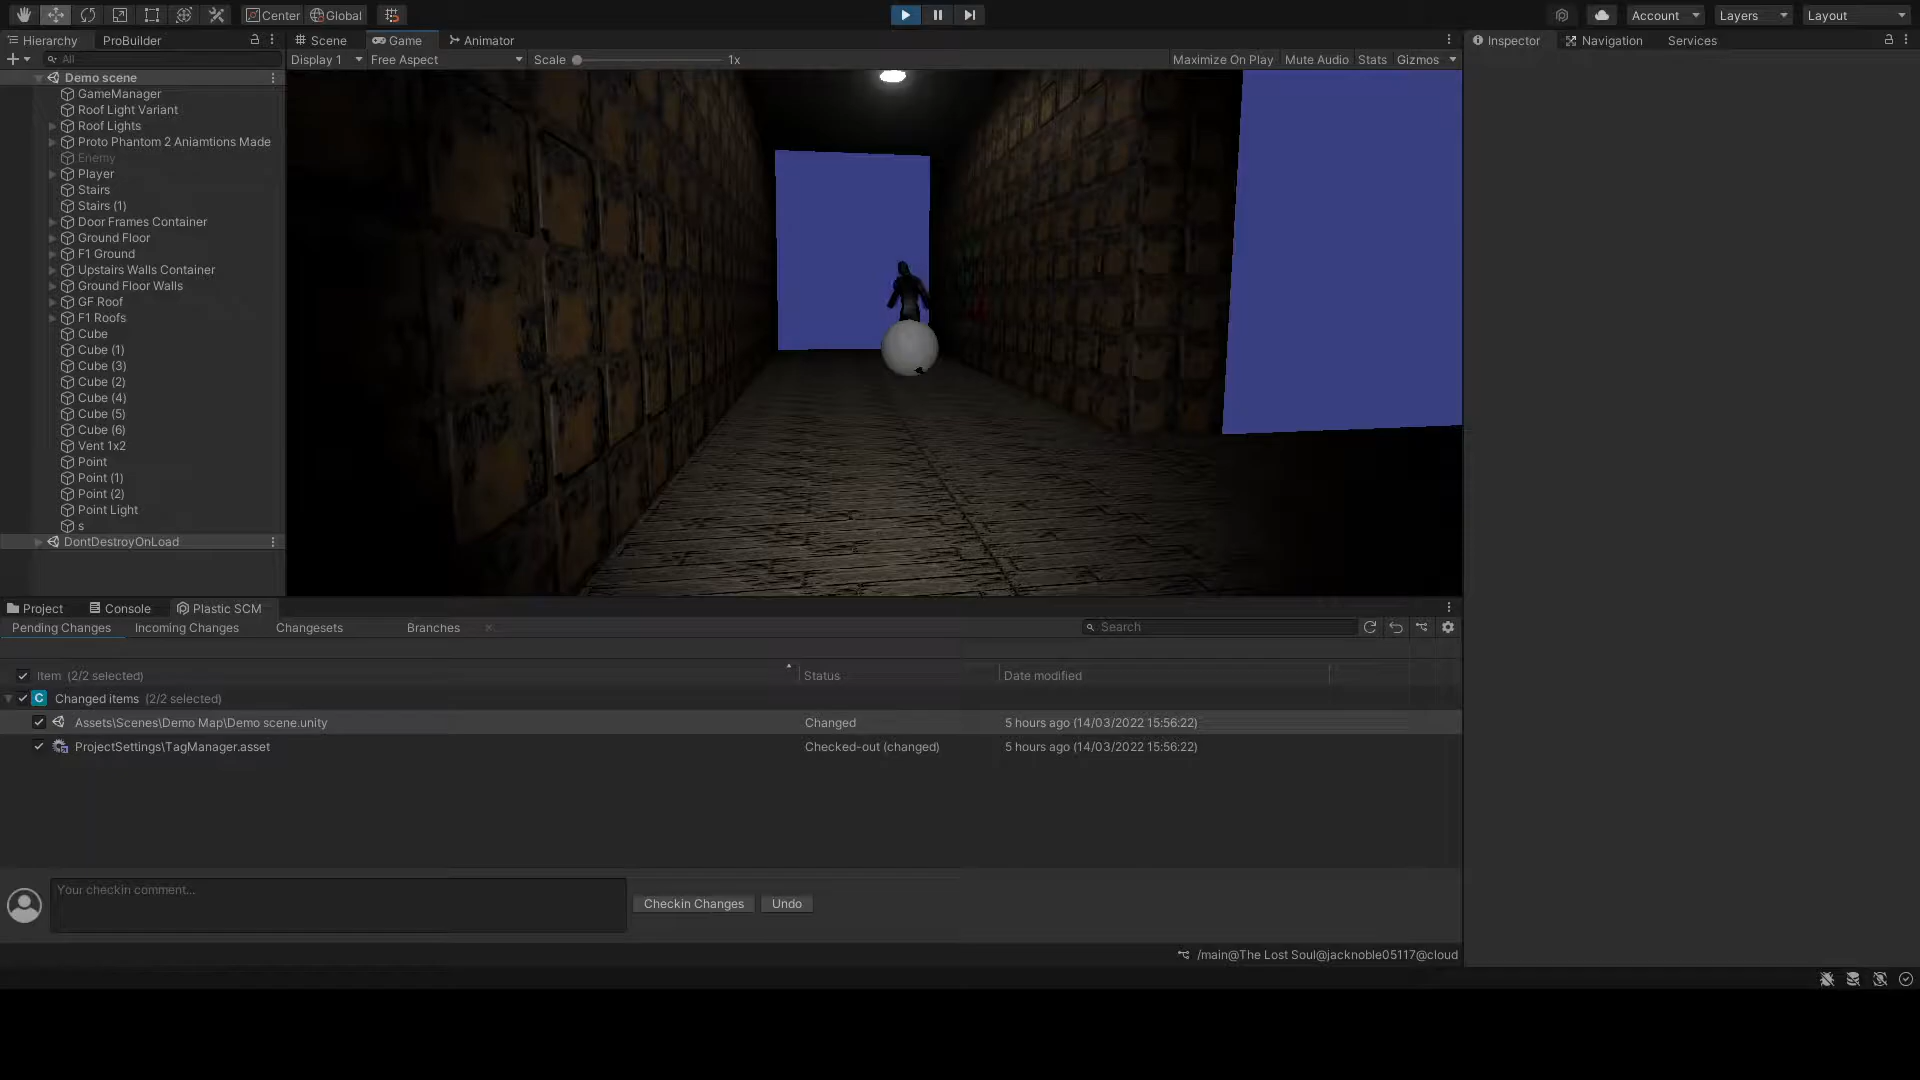 Center Global Account Layers Layout
Hierarchy ProBuilder Scene Game Animator Inspector Navigation Services
All Display 1 Free Aspect Scale 1x Maximize On Play Mute Audio Stats Gizmos
Demo scene
GameManager
Roof Light Variant
Roof Lights
Proto Phantom 2 Aniamtions Made
Enemy
Player
Stairs
Stairs (1)
Door Frames Container
Ground Floor
F1 Ground
Upstairs Walls Container
Ground Floor Walls
GF Roof
F1 Roofs
Cube
Cube (1)
Cube (3)
Cube (2)
Cube (4)
Cube (5)
Cube (6)
Vent 1x2
Point
Point (1)
Point (2)
Point Light
s
DontDestroyOnLoad
Project Console Plastic SCM
Pending Changes Incoming Changes Changesets Branches Search
Item (2/2 selected) Status Date modified
C Changed items (2/2 selected)
Assets\Scenes\Demo Map\Demo scene.unity Changed 5 hours ago (14/03/2022 15:56:22)
ProjectSettings\TagManager.asset Checked-out (changed) 5 hours ago (14/03/2022 15:56:22)
Your checkin comment...
Checkin Changes Undo
/main@The Lost Soul@jacknoble05117@cloud